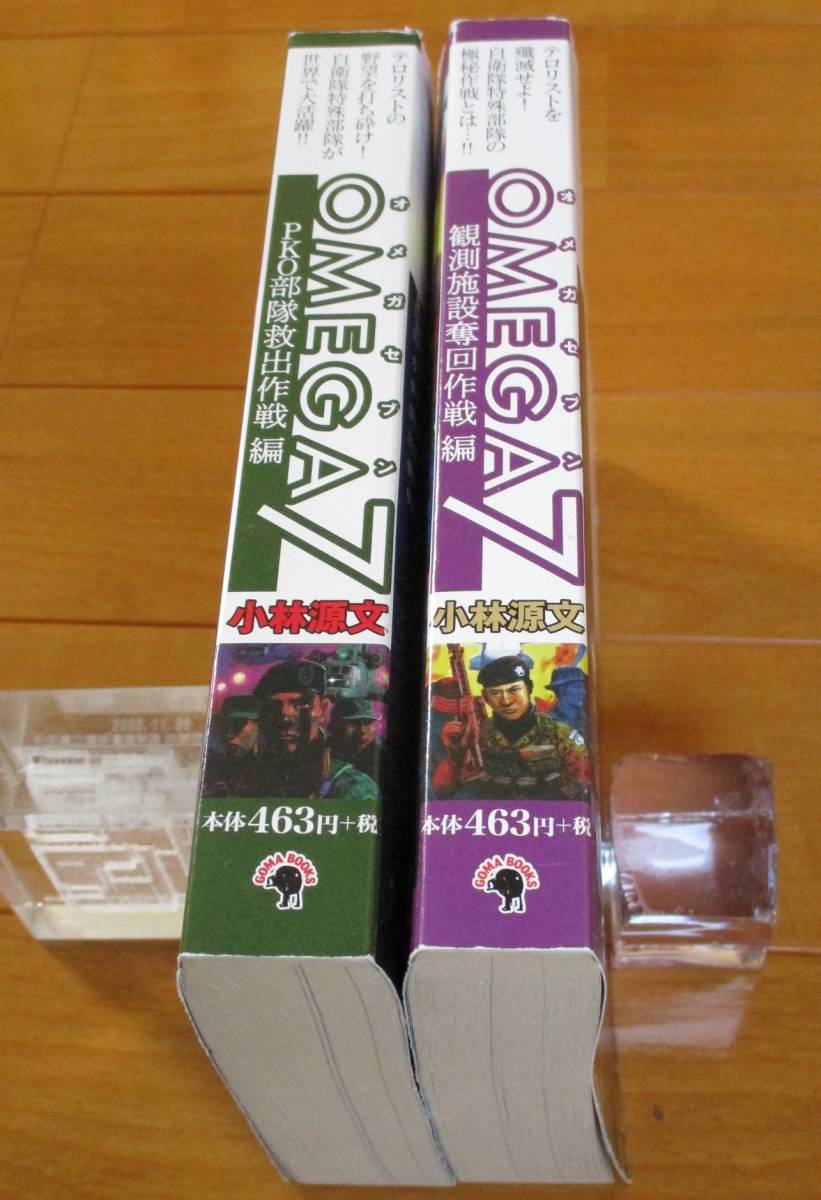 テロリストの
野望を打ち砕け！
自衛隊特殊部隊が
世界で大活躍!!
オメガセブン
OMEGA7
PKO部隊救出作戦 編
小林源文
本体463円+税
GOMA BOOKS
テロリストを
殲滅せよ！
自衛隊特殊部隊の
極秘作戦とは…!!
オメガセブン
OMEGA7
観測施設奪回作戦 編
小林源文
本体463円+税
GOMA BOOKS